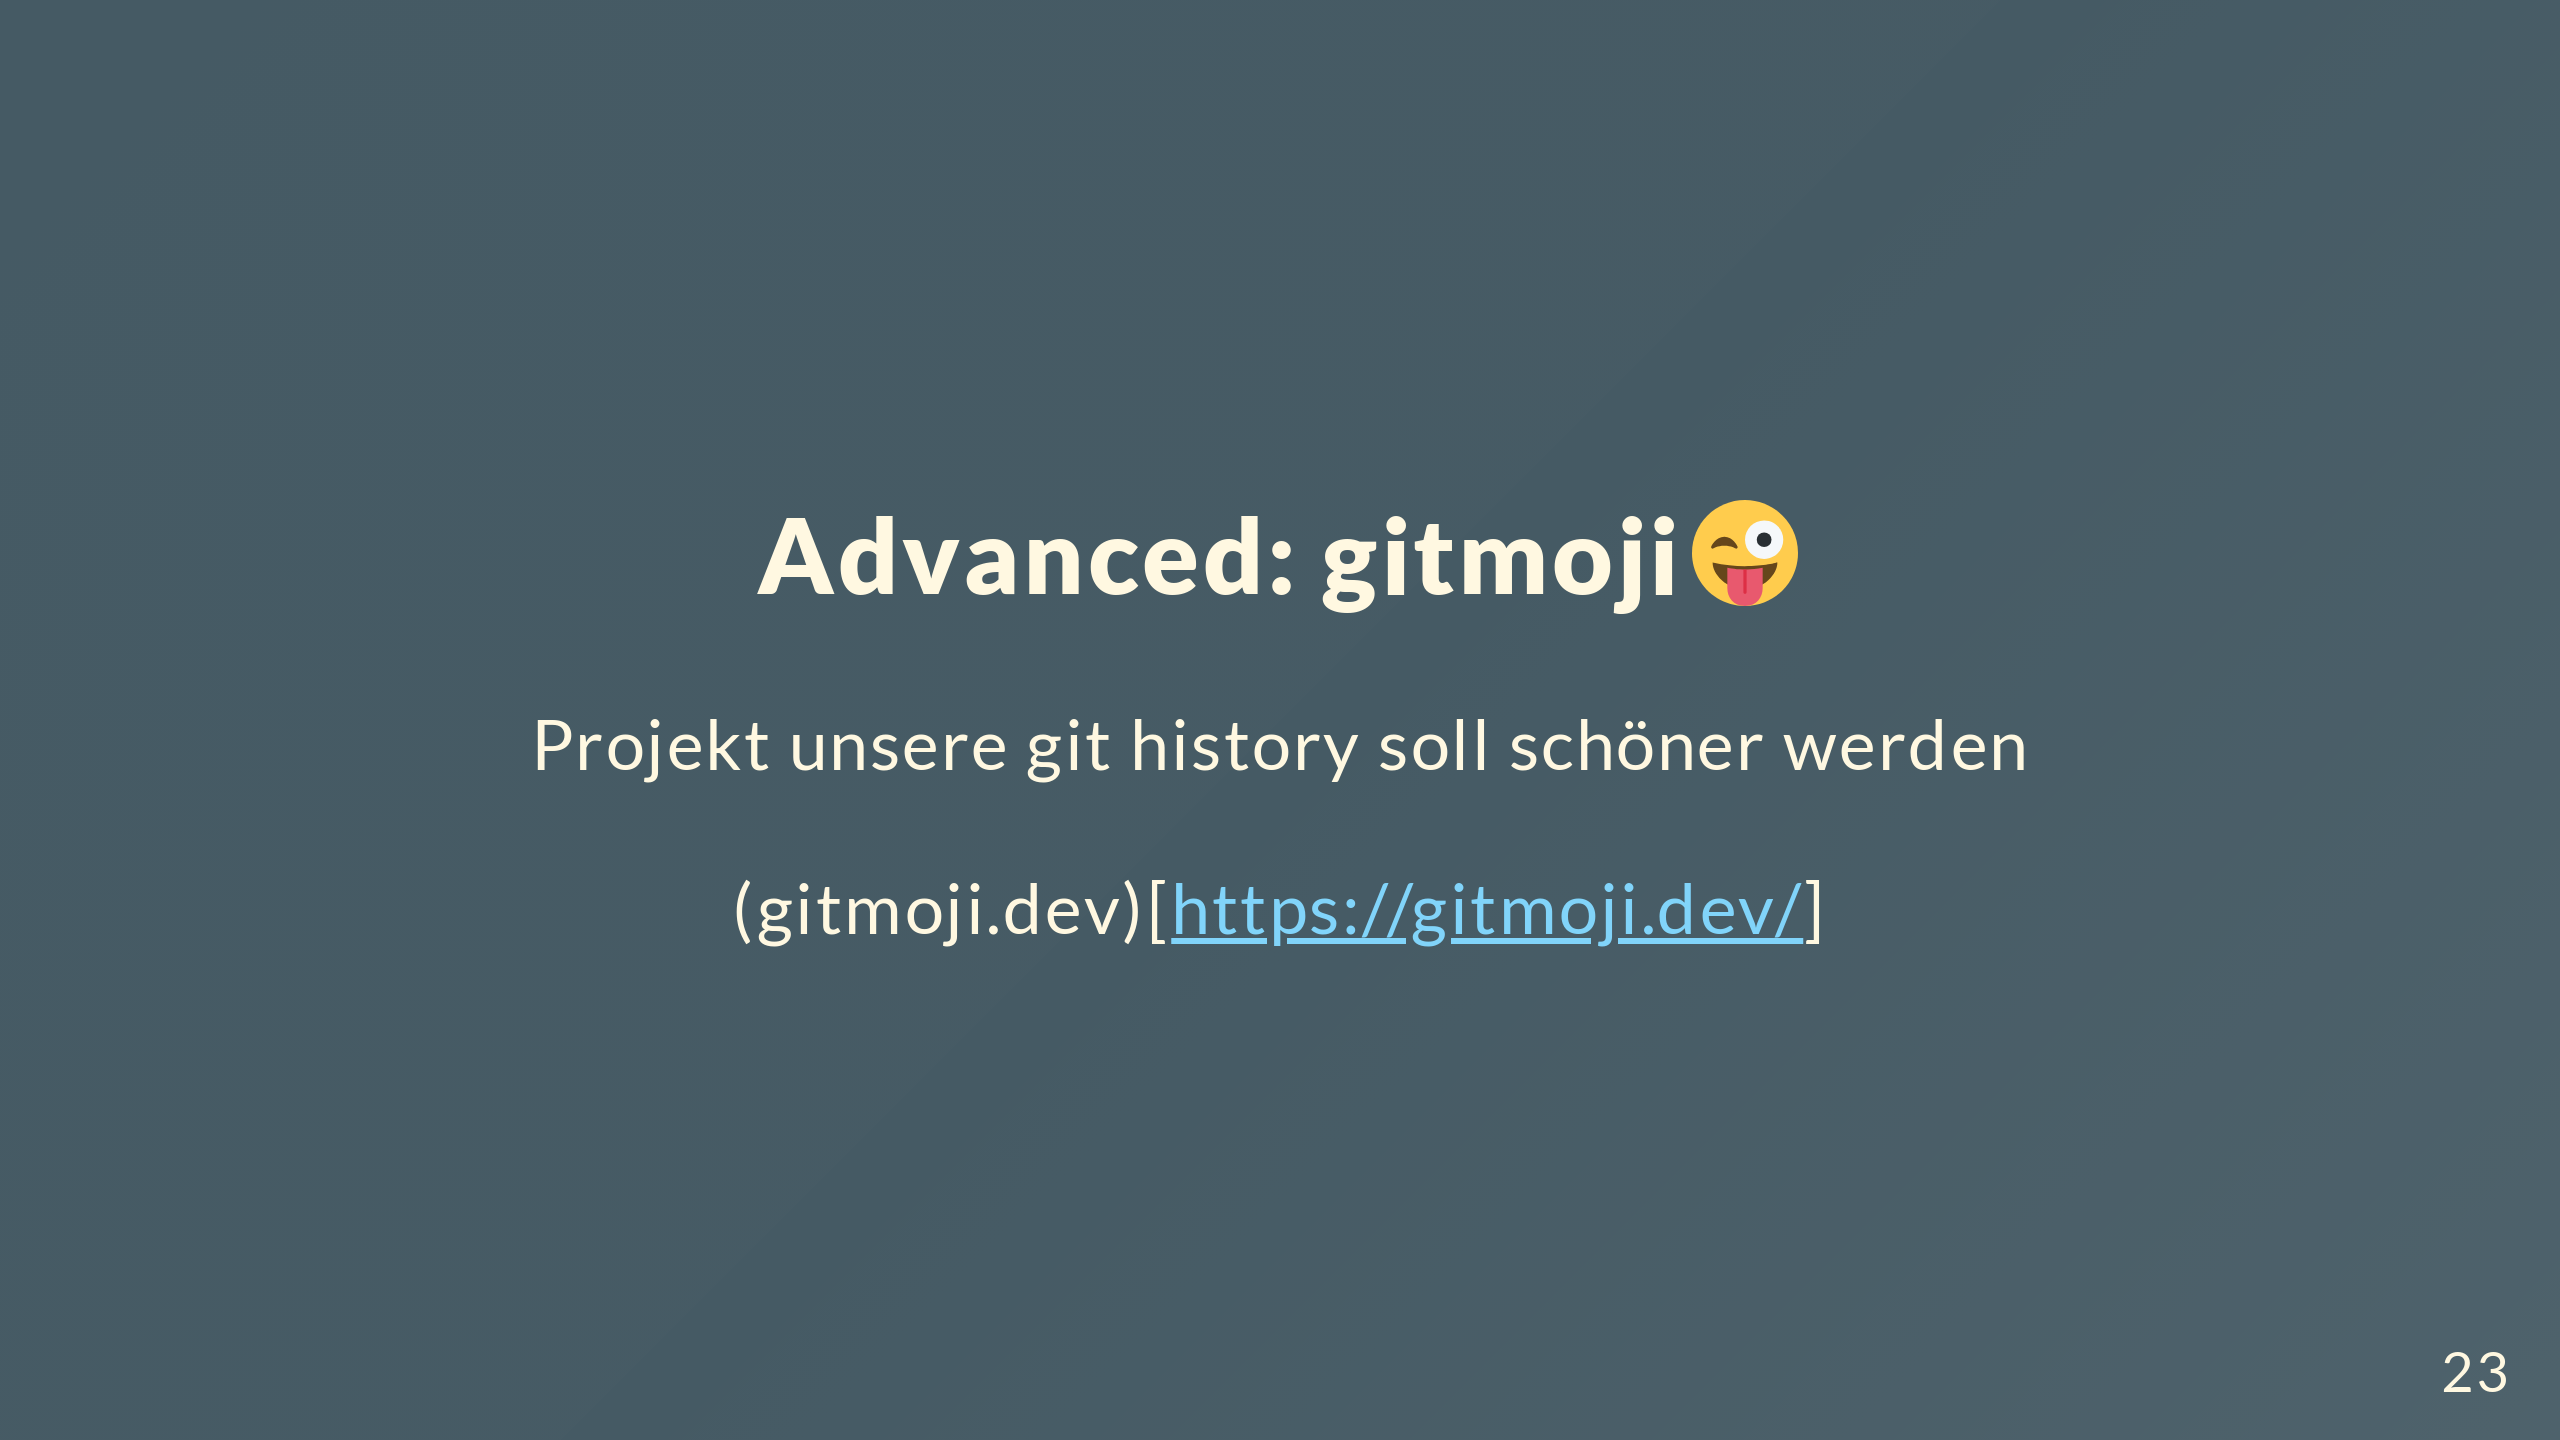 Advanced: gitmoji 😜
Projekt unsere git history soll schöner werden
(gitmoji.dev)[https://gitmoji.dev/]
23